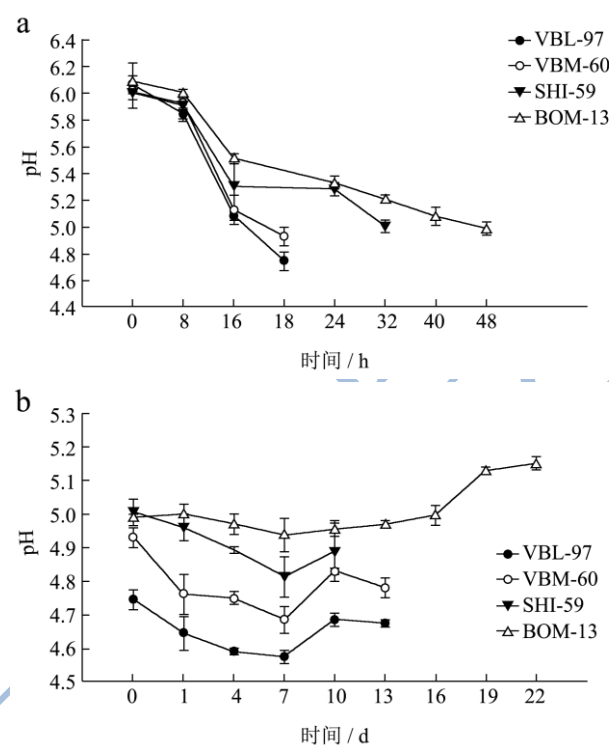 a
6.4
6.2
6.0
5.8
5.6
5.4
5.2
5.0
4.8
4.6
4.4
pH
VBL-97
VBM-60
SHI-59
BOM-13
0 8 16 18 24 32 40 48
时间 / h
b
5.3
5.2
5.1
5.0
4.9
4.8
4.7
4.6
4.5
pH
VBL-97
VBM-60
SHI-59
BOM-13
0 1 4 7 10 13 16 19 22
时间 / d